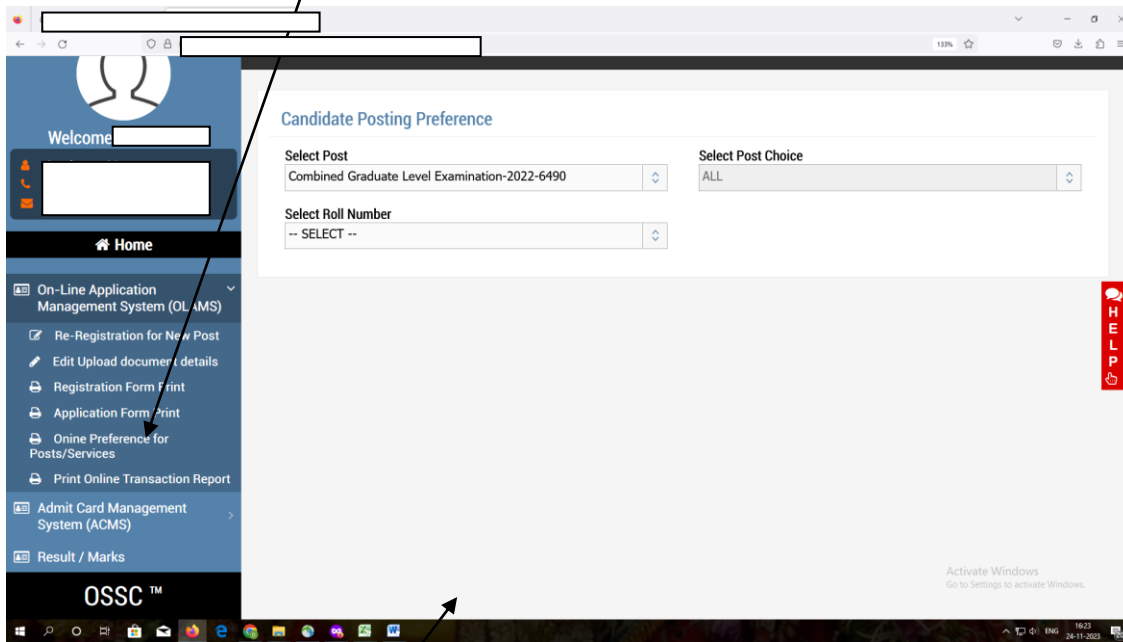 133%
Welcome
Home
On-Line Application
Management System (OLAMS)
Re-Registration for New Post
Edit Upload document details
Registration Form Print
Application Form Print
Onine Preference for
Posts/Services
Print Online Transaction Report
Admit Card Management
System (ACMS)
Result / Marks
OSSC ™
Candidate Posting Preference
Select Post
Select Post Choice
Combined Graduate Level Examination-2022-6490
ALL
Select Roll Number
-- SELECT --
HELP
Activate Windows
Go to Settings to activate Windows.
ENG
16:23
24-11-2023